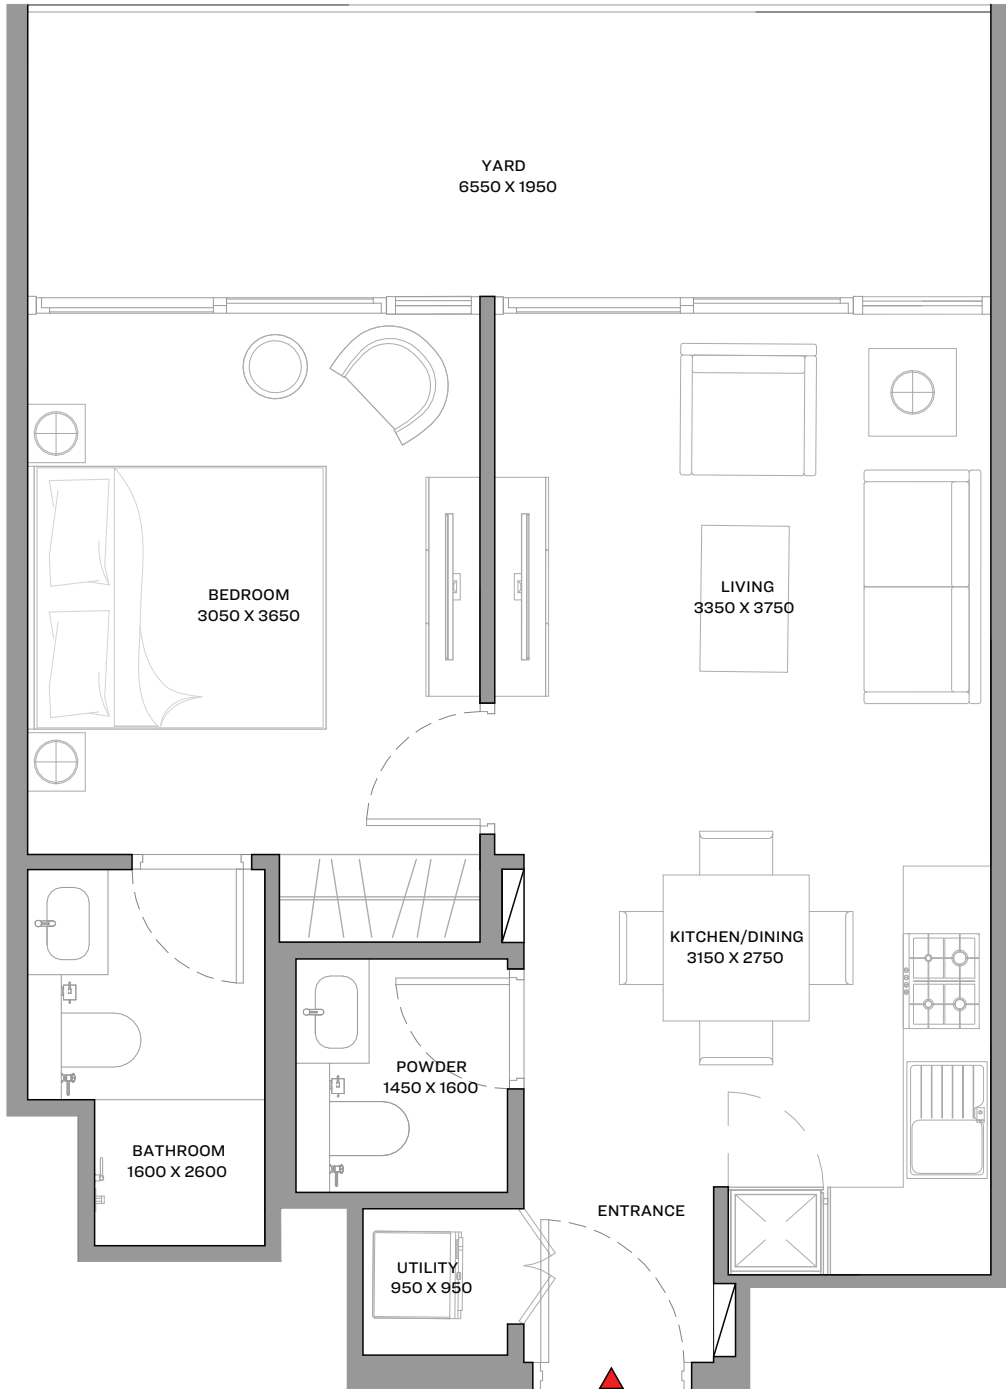 YARD
6550 X 1950
BEDROOM
3050 X 3650
LIVING
3350 X 3750
KITCHEN/DINING
3150 X 2750
POWDER
1450 X 1600
BATHROOM
1600 X 2600
ENTRANCE
UTILITY
950 X 950